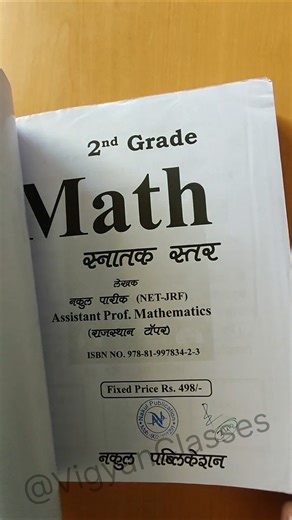 2nd Grade
Math
स्नातक स्तर
लेखक
नकुल पारीक (NET-JRF)
Assistant Prof. Mathematics
(राजस्थान टॉपर)
ISBN NO. 978-81-997834-2-3
Fixed Price Rs. 498/-
नकुल पब्लिकेशन
@VigyanClasses